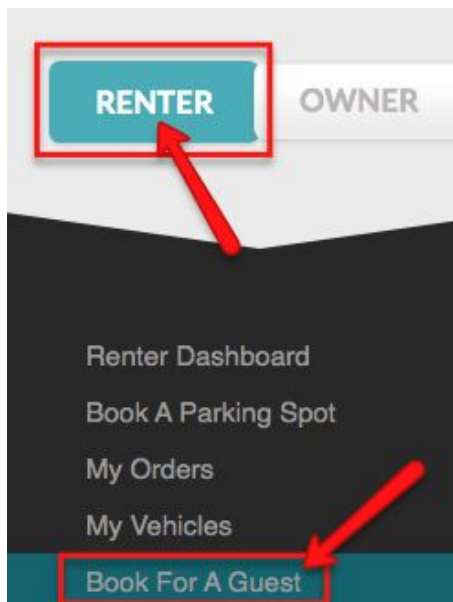 RENTER OWNER
Renter Dashboard
Book A Parking Spot
My Orders
My Vehicles
Book For A Guest